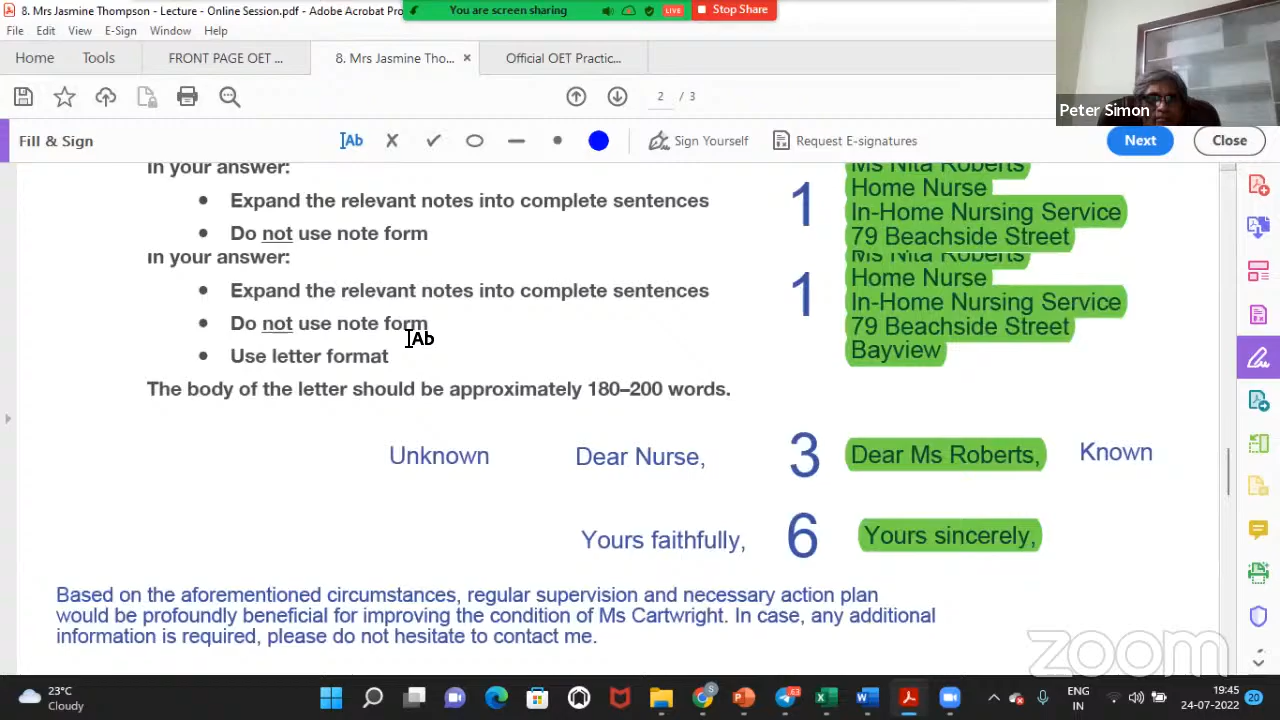 8. Mrs Jasmine Thompson - Lecture - Online Session.pdf - Adobe Acrobat Pro
You are screen sharing
LIVE
Stop Share
File Edit View E-Sign Window Help
Home Tools FRONT PAGE OET ... 8. Mrs Jasmine Tho... × Official OET Practic...
Peter Simon
2 / 3
Fill & Sign
Ab
Sign Yourself
Request E-signatures
Next
Close
In your answer:
Expand the relevant notes into complete sentences
Do not use note form
1
Ms Nita Roberts
Home Nurse
In-Home Nursing Service
79 Beachside Street
In your answer:
Expand the relevant notes into complete sentences
Do not use note form
Ab
Use letter format
1
Ms Nita Roberts
Home Nurse
In-Home Nursing Service
79 Beachside Street
Bayview
The body of the letter should be approximately 180–200 words.
Unknown Dear Nurse, 3 Dear Ms Roberts, Known
Yours faithfully, 6 Yours sincerely,
Based on the aforementioned circumstances, regular supervision and necessary action plan
would be profoundly beneficial for improving the condition of Ms Cartwright. In case, any additional
information is required, please do not hesitate to contact me.
zoom
23°C
Cloudy
63
ENG
IN
19:45
24-07-2022
20